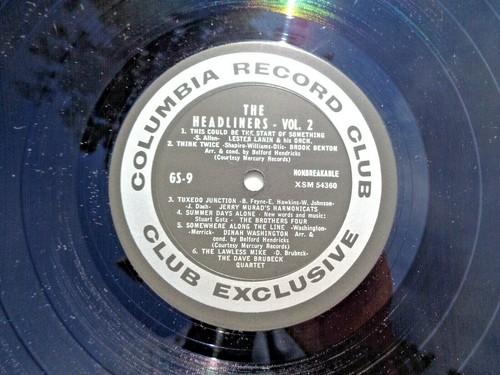 COLUMBIA RECORD CLUB
THE
HEADLINERS - VOL. 2
1. THIS COULD BE THE START OF SOMETHING
-S. Allen- LESTER LANIN & his ORCH.
2. THINK TWICE -Shapiro-Williams-Otis- BROOK BENTON
Arr. & cond. by Belford Hendricks
(Courtesy Mercury Records)
NONBREAKABLE
GS-9
XSM 54360
3. TUXEDO JUNCTION -B. Feyne-E. Hawkins-W. Johnson-
J. Dash- JERRY MURAD'S HARMONICATS
4. SUMMER DAYS ALONE - New words and music:
Stuart Gotz - THE BROTHERS FOUR
5. SOMEWHERE ALONG THE LINE -Washington-
-Merrick- DINAH WASHINGTON Arr. &
cond. by Belford Hendricks
(Courtesy Mercury Records)
6. THE LAWLESS MIKE -D. Brubeck-
THE DAVE BRUBECK
QUARTET
CLUB EXCLUSIVE